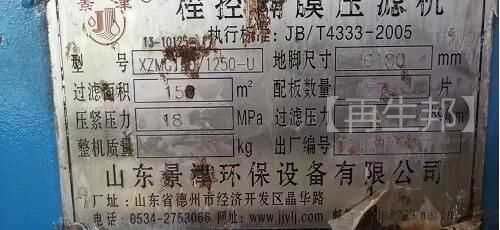 景津 程控隔膜压滤机
执行标准: JB/T4333-2005
型号 1250-U 地脚尺寸 6180 mm
过滤面积 150 m² 配板数量 片
压紧压力 18 MPa 过滤压力
整机质量 kg 出厂编号
【再生邦】
山东景津环保设备有限公司
厂址: 山东省德州市经济开发区晶华路
电话: 0534-2753066 www.jjylj.com